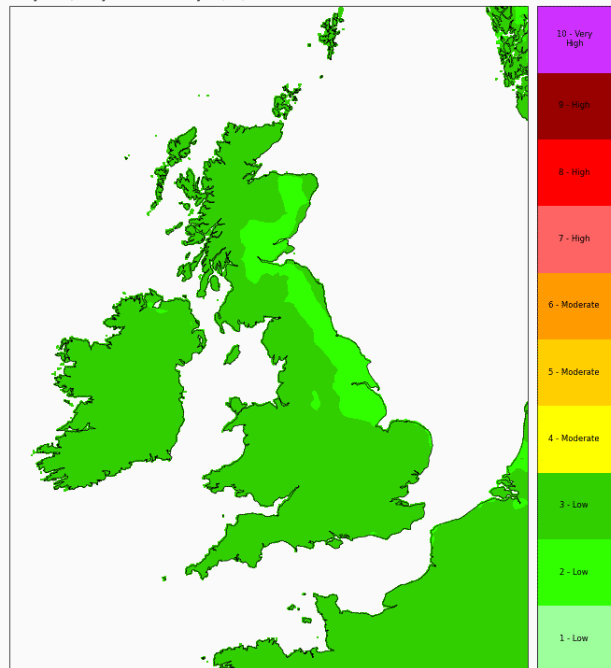 10 - Very
High
9 - High
8 - High
7 - High
6 - Moderate
5 - Moderate
4 - Moderate
3 - Low
2 - Low
1 - Low